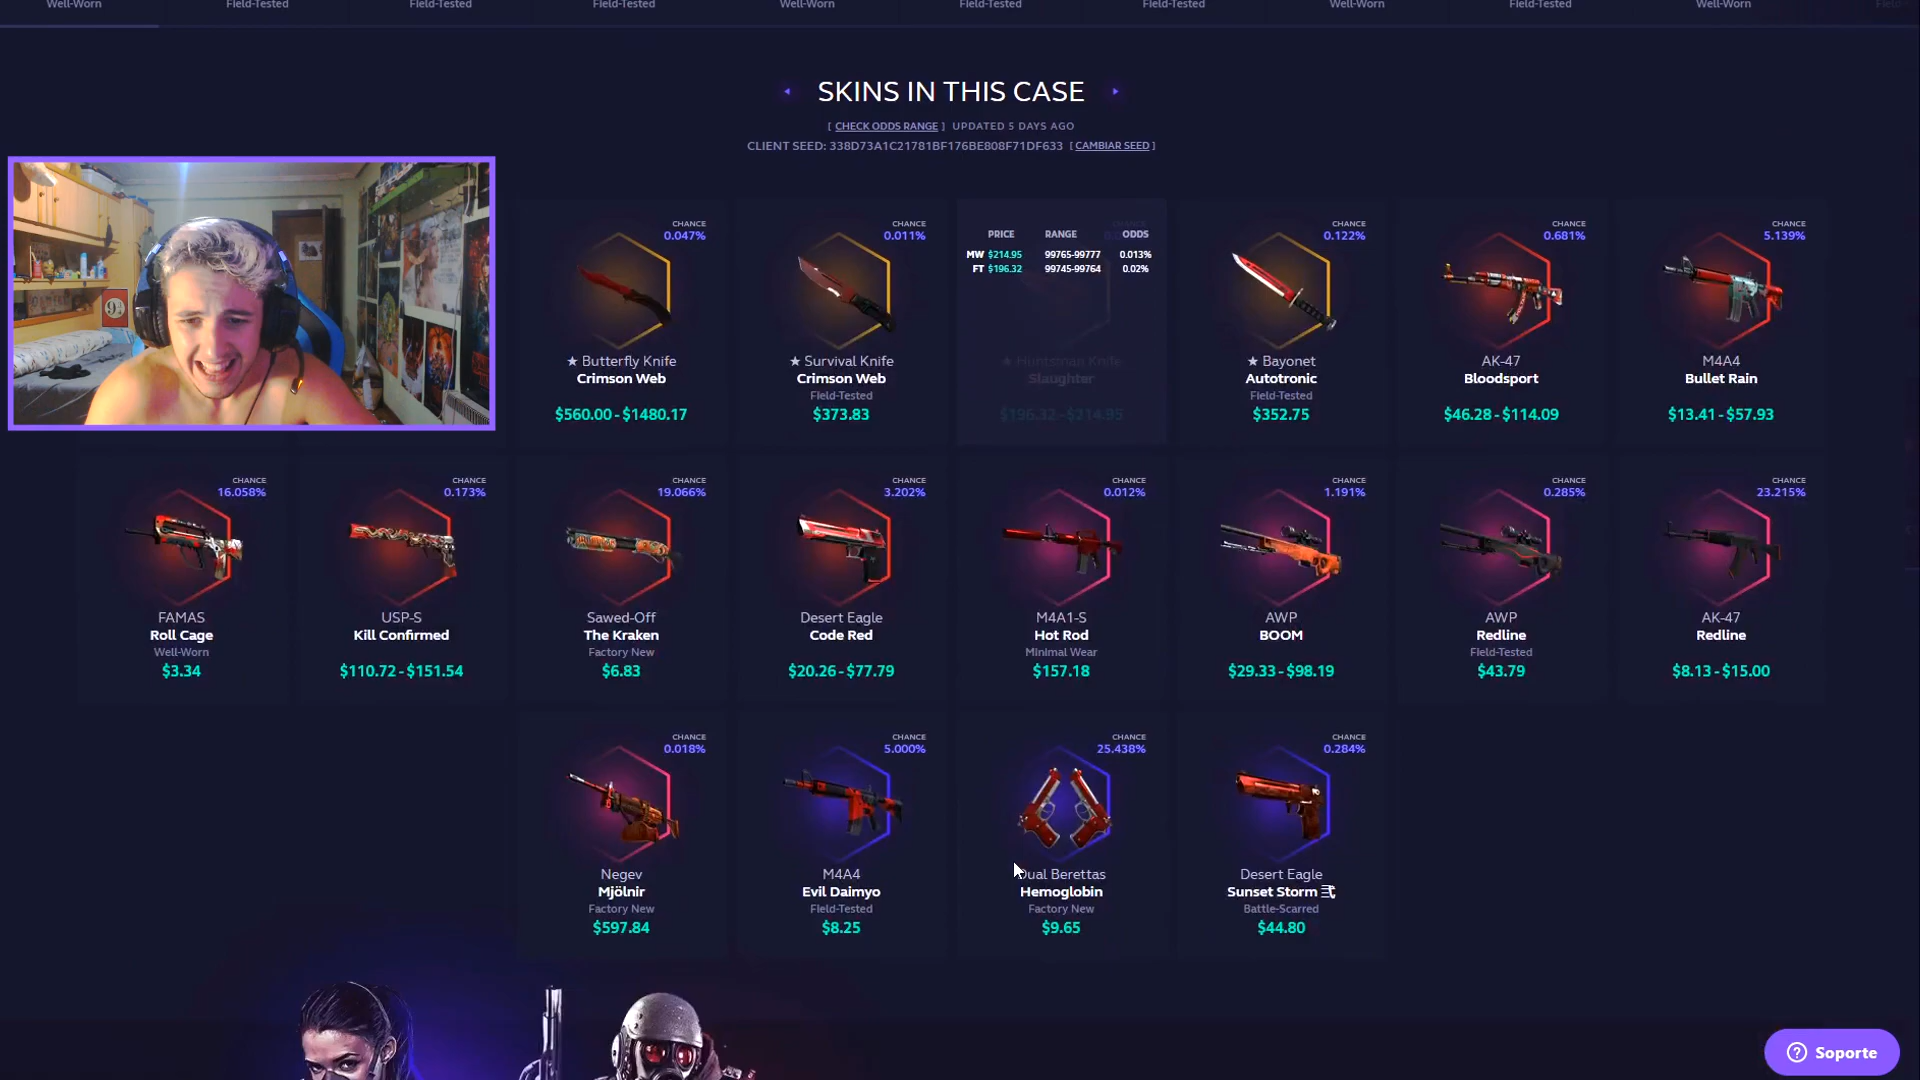 Well-Worn
Field-Tested
Field-Tested
Field-Tested
Well-Worn
Field-Tested
Field-Tested
Well-Worn
Field-Tested
Well-Worn
Field
SKINS IN THIS CASE
[ CHECK ODDS RANGE ] UPDATED 5 DAYS AGO
CLIENT SEED: 338D73A1C21781BF176BE808F71DF633 [ CAMBIAR SEED ]
CHANCE
0.047%
★ Butterfly Knife
Crimson Web
$560.00 - $1480.17
CHANCE
0.011%
★ Survival Knife
Crimson Web
Field-Tested
$373.83
CHANCE
PRICE RANGE ODDS
MW $214.95 99765-99777 0.013%
FT $196.32 99745-99764 0.02%
★ Huntsman Knife
Slaughter
$196.32 - $214.95
CHANCE
0.122%
★ Bayonet
Autotronic
Field-Tested
$352.75
CHANCE
0.681%
AK-47
Bloodsport
$46.28 - $114.09
CHANCE
5.139%
M4A4
Bullet Rain
$13.41 - $57.93
CHANCE
16.058%
FAMAS
Roll Cage
Well-Worn
$3.34
CHANCE
0.173%
USP-S
Kill Confirmed
$110.72 - $151.54
CHANCE
19.066%
Sawed-Off
The Kraken
Factory New
$6.83
CHANCE
3.202%
Desert Eagle
Code Red
$20.26 - $77.79
CHANCE
0.012%
M4A1-S
Hot Rod
Minimal Wear
$157.18
CHANCE
1.191%
AWP
BOOM
$29.33 - $98.19
CHANCE
0.285%
AWP
Redline
Field-Tested
$43.79
CHANCE
23.215%
AK-47
Redline
$8.13 - $15.00
CHANCE
0.018%
Negev
Mjölnir
Factory New
$597.84
CHANCE
5.000%
M4A4
Evil Daimyo
Field-Tested
$8.25
CHANCE
25.438%
Dual Berettas
Hemoglobin
Factory New
$9.65
CHANCE
0.284%
Desert Eagle
Sunset Storm 弐
Battle-Scarred
$44.80
Soporte